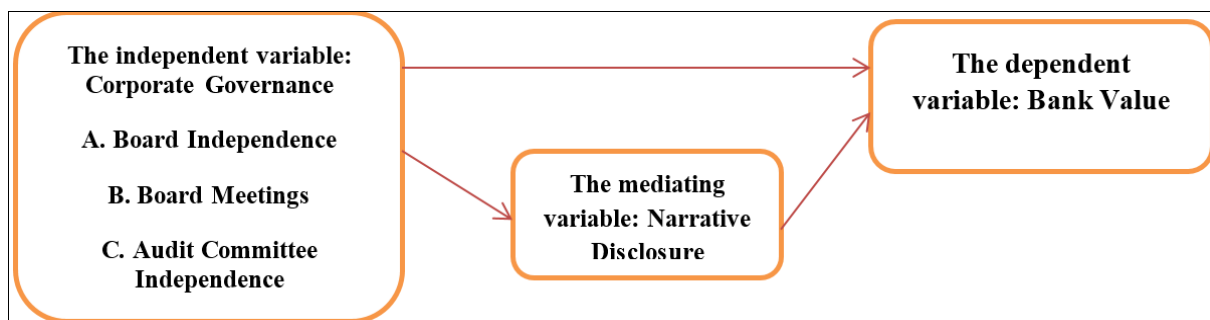 The independent variable:
Corporate Governance
A. Board Independence
B. Board Meetings
C. Audit Committee
Independence
The mediating
variable: Narrative
Disclosure
The dependent
variable: Bank Value